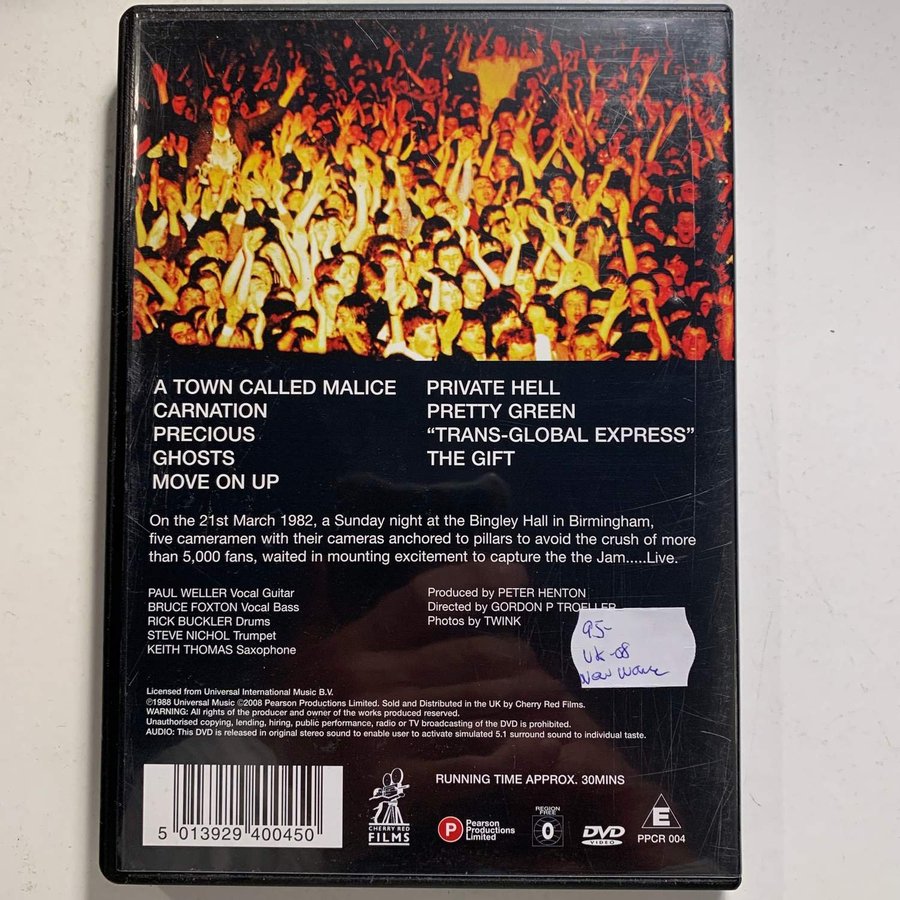 A TOWN CALLED MALICE
CARNATION
PRECIOUS
GHOSTS
MOVE ON UP
PRIVATE HELL
PRETTY GREEN
“TRANS-GLOBAL EXPRESS”
THE GIFT
On the 21st March 1982, a Sunday night at the Bingley Hall in Birmingham,
five cameramen with their cameras anchored to pillars to avoid the crush of more
than 5,000 fans, waited in mounting excitement to capture the the Jam.....Live.
PAUL WELLER Vocal Guitar
BRUCE FOXTON Vocal Bass
RICK BUCKLER Drums
STEVE NICHOL Trumpet
KEITH THOMAS Saxophone
Produced by PETER HENTON
Directed by GORDON P TROELLER
Photos by TWINK
95-
UK-08
New Wave
Licensed from Universal International Music B.V.
℗1988 Universal Music ©2008 Pearson Productions Limited. Sold and Distributed in the UK by Cherry Red Films.
WARNING: All rights of the producer and owner of the works produced reserved.
Unauthorised copying, lending, hiring, public performance, radio or TV broadcasting of the DVD is prohibited.
AUDIO: This DVD is released in original stereo sound to enable user to activate simulated 5.1 surround sound to individual taste.
RUNNING TIME APPROX. 30MINS
5 013929 400450
CHERRY RED
FILMS
P
Pearson
Productions
Limited
REGION
FREE
0
DVD
VIDEO
E
PPCR 004